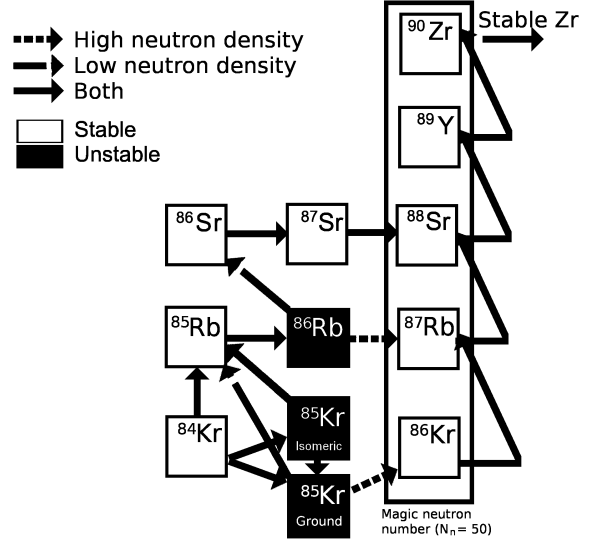 ⁹⁰Zr
Stable Zr
High neutron density
Low neutron density
Both
Stable
Unstable
⁸⁹Y
⁸⁶Sr
⁸⁷Sr
⁸⁸Sr
⁸⁵Rb
⁸⁶Rb
⁸⁷Rb
⁸⁴Kr
⁸⁵Kr
Isomeric
⁸⁶Kr
⁸⁵Kr
Ground
Magic neutron
number (Nₙ = 50)